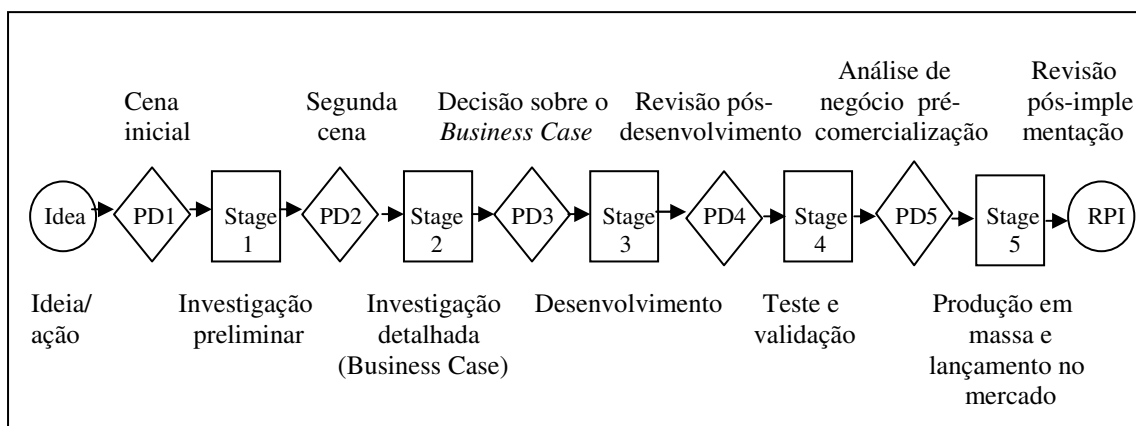 Cena
inicial
Segunda
cena
Decisão sobre o
Business Case
Revisão pós-
desenvolvimento
Análise de
negócio pré-
comercialização
Revisão
pós-imple
mentação
Idea
PD1
Stage
1
PD2
Stage
2
PD3
Stage
3
PD4
Stage
4
PD5
Stage
5
RPI
Ideia/
ação
Investigação
preliminar
Investigação
detalhada
(Business Case)
Desenvolvimento
Teste e
validação
Produção em
massa e
lançamento no
mercado